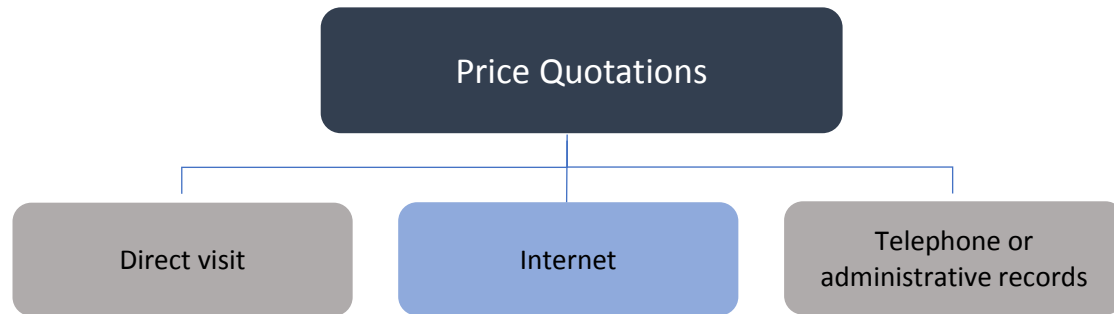 Price Quotations
Direct visit
Internet
Telephone or
administrative records